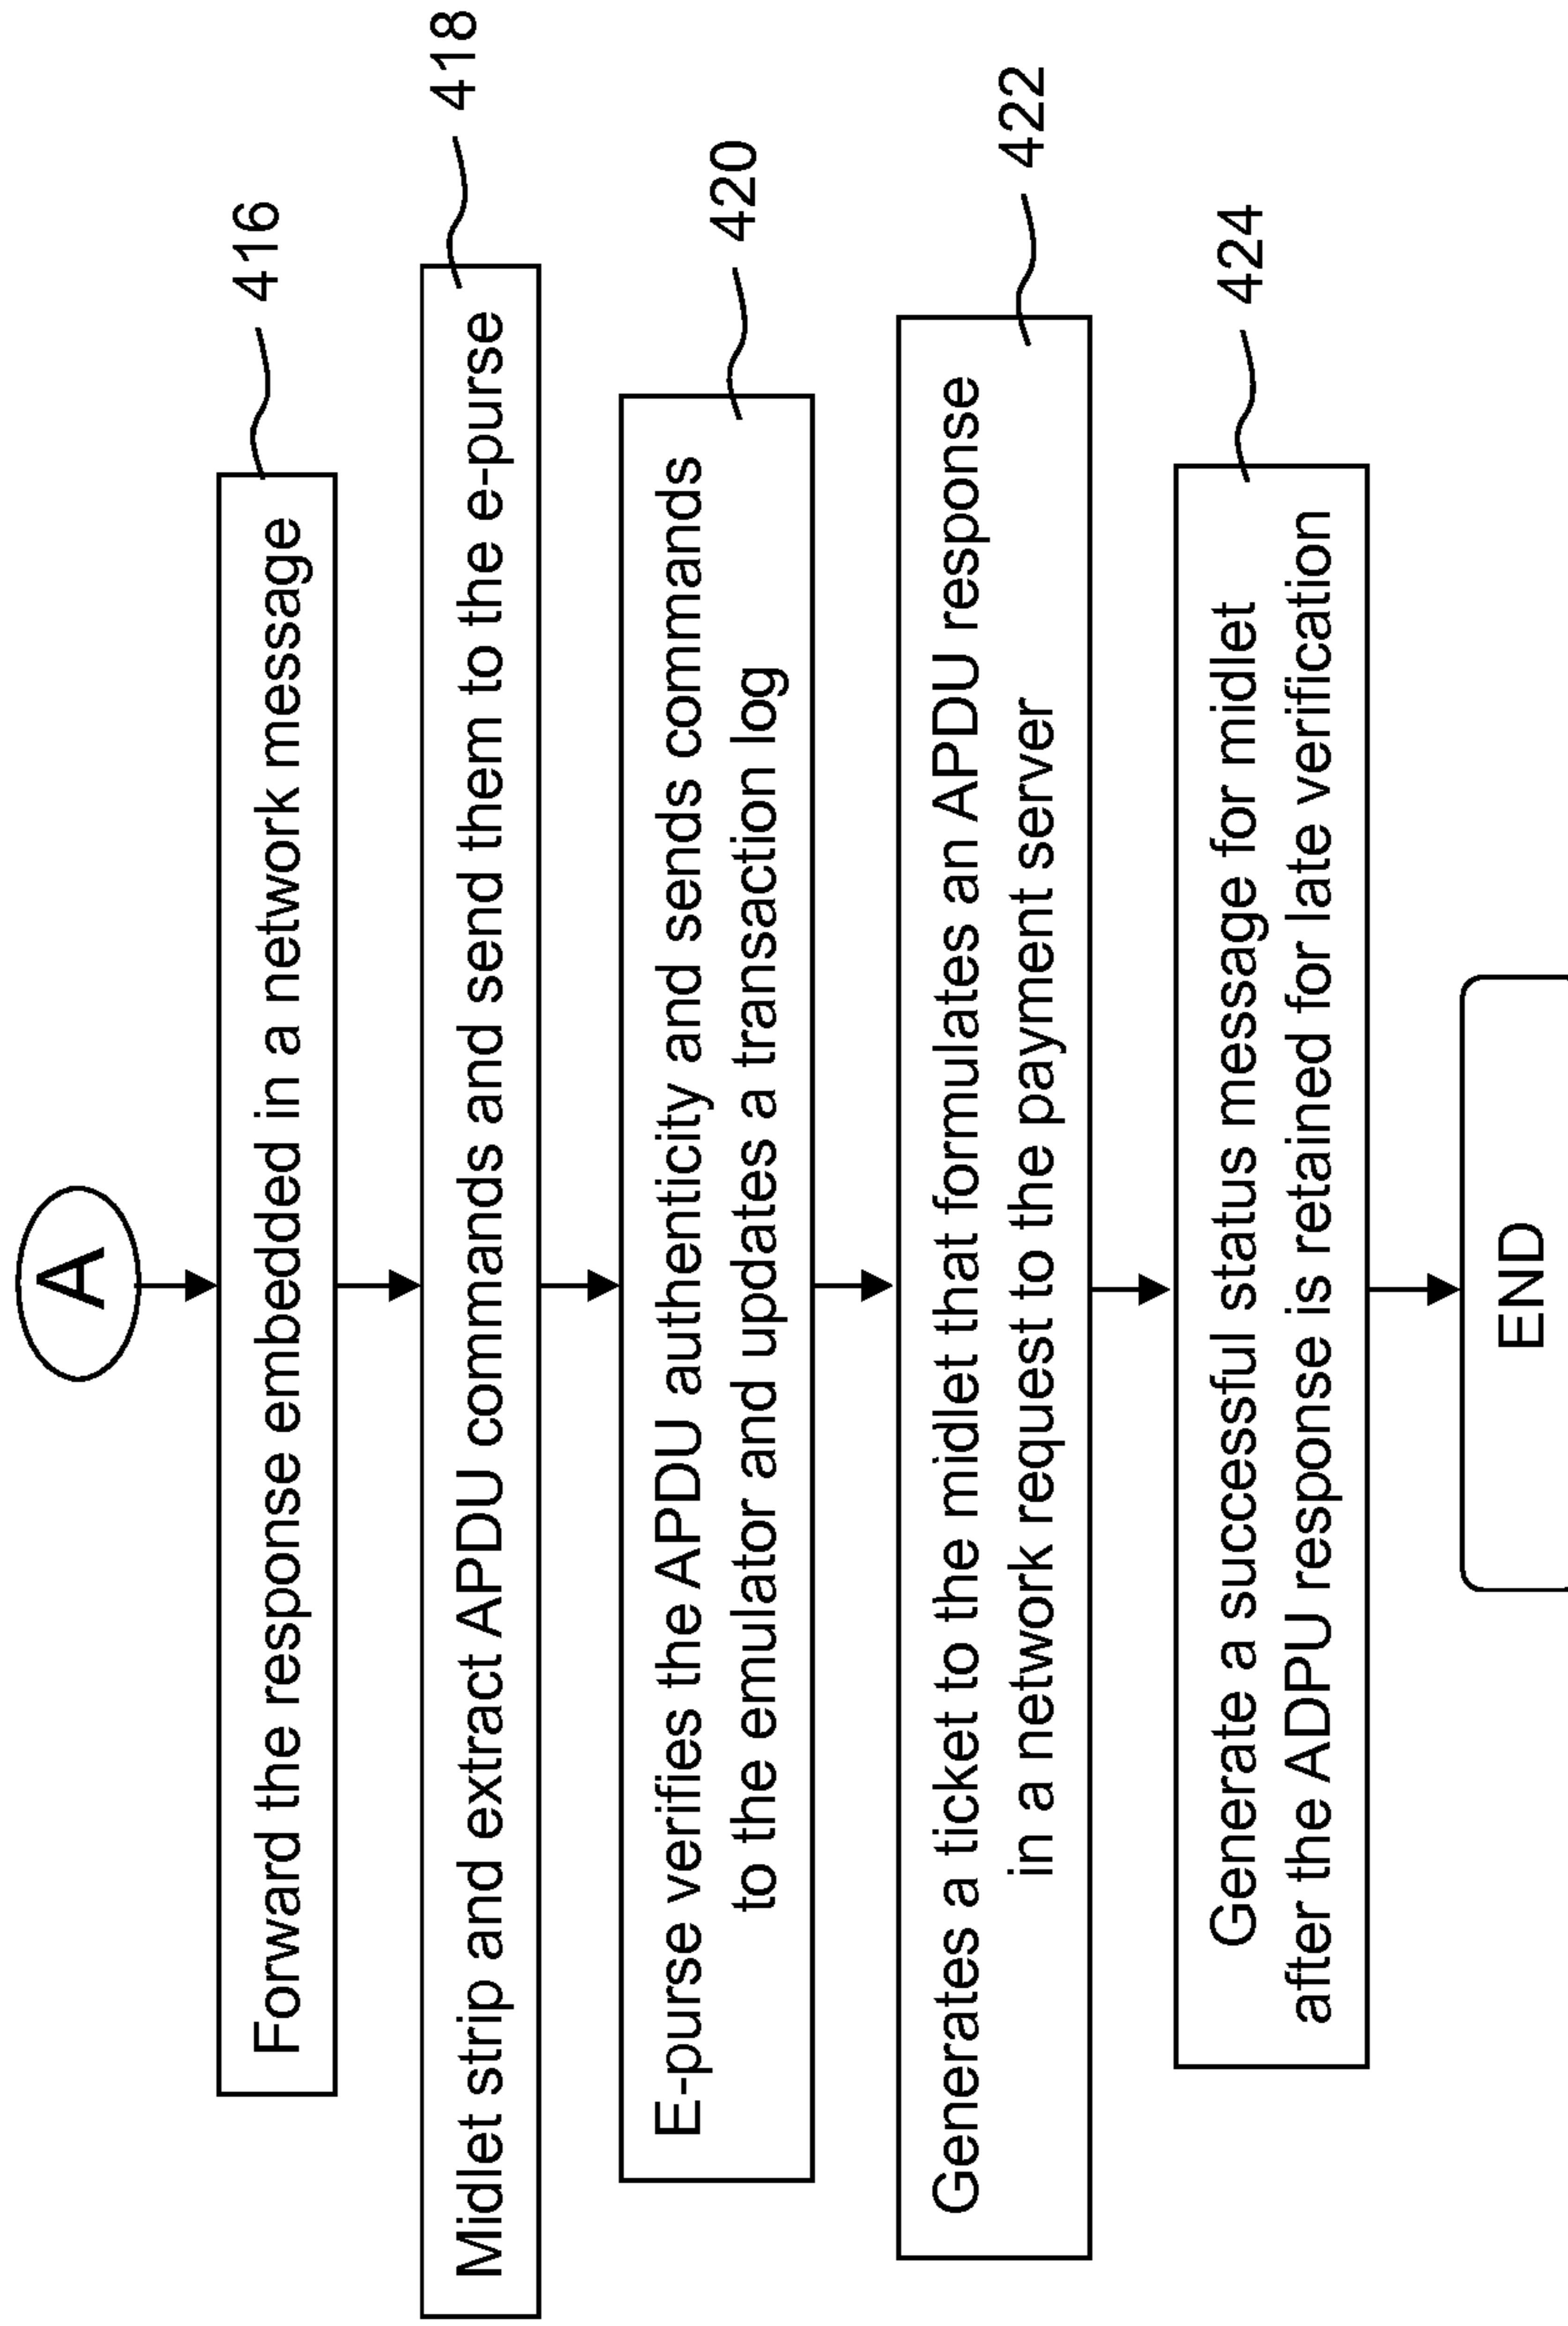 A
Forward the response embedded in a network message
416
Midlet strip and extract APDU commands and send them to the e-purse
418
E-purse verifies the APDU authenticity and sends commands
to the emulator and updates a transaction log
420
Generates a ticket to the midlet that formulates an APDU response
in a network request to the payment server
422
Generate a successful status message for midlet
after the ADPU response is retained for late verification
424
END